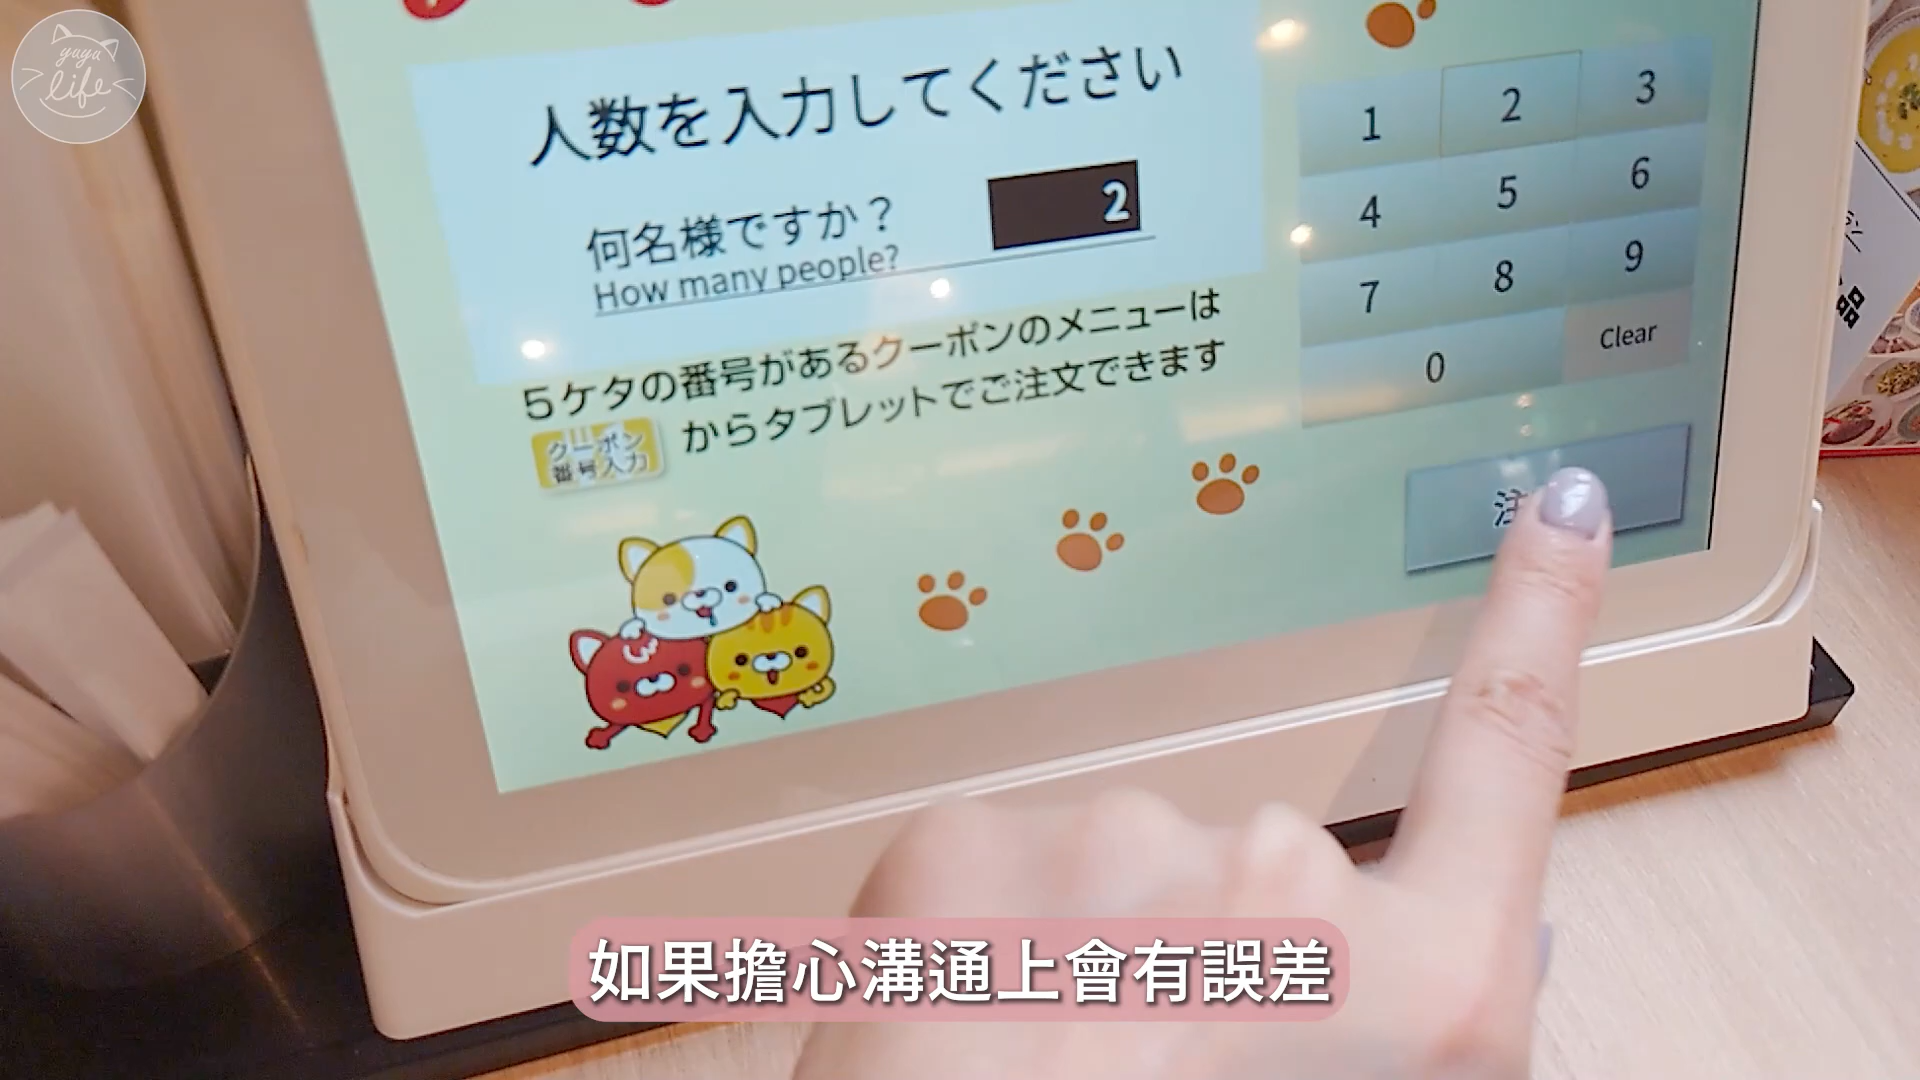 yuyu
life
人数を入力してください
何名様ですか？
2
How many people?
5ケタの番号があるクーポンのメニューは
クーポン
番号入力
からタブレットでご注文できます
1 2 3
4 5 6
7 8 9
0 Clear
注
品
如果擔心溝通上會有誤差